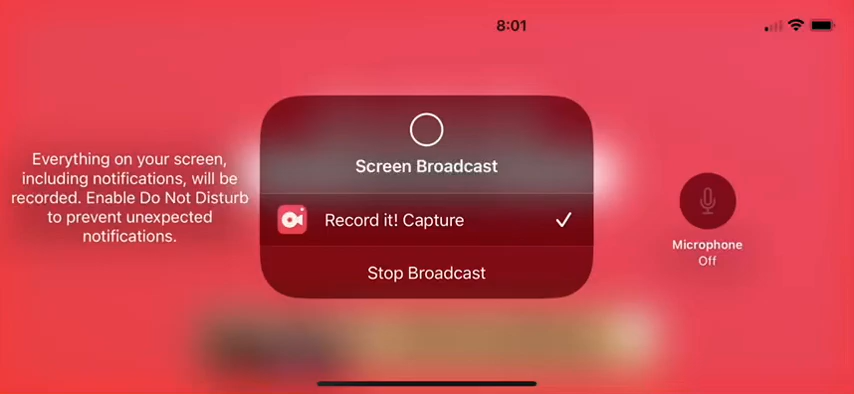 8:01
Everything on your screen,
including notifications, will be
recorded. Enable Do Not Disturb
to prevent unexpected
notifications.
Screen Broadcast
Record it! Capture
Stop Broadcast
Microphone
Off